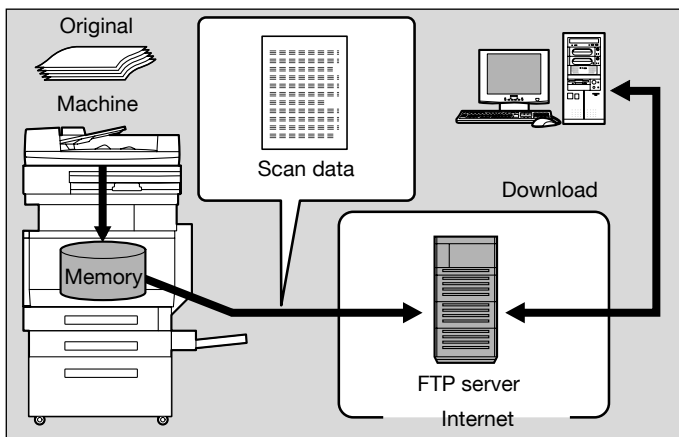 Original
Machine
Scan data
Download
Memory
FTP server
Internet